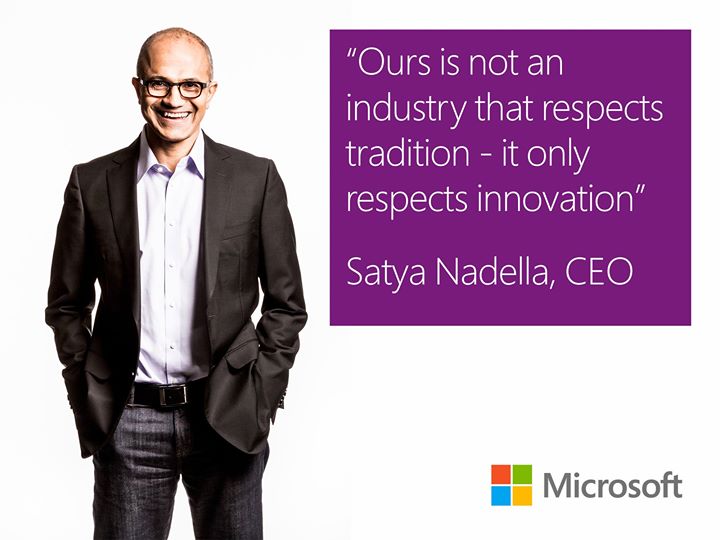 “Ours is not an
industry that respects
tradition - it only
respects innovation”
Satya Nadella, CEO
Microsoft